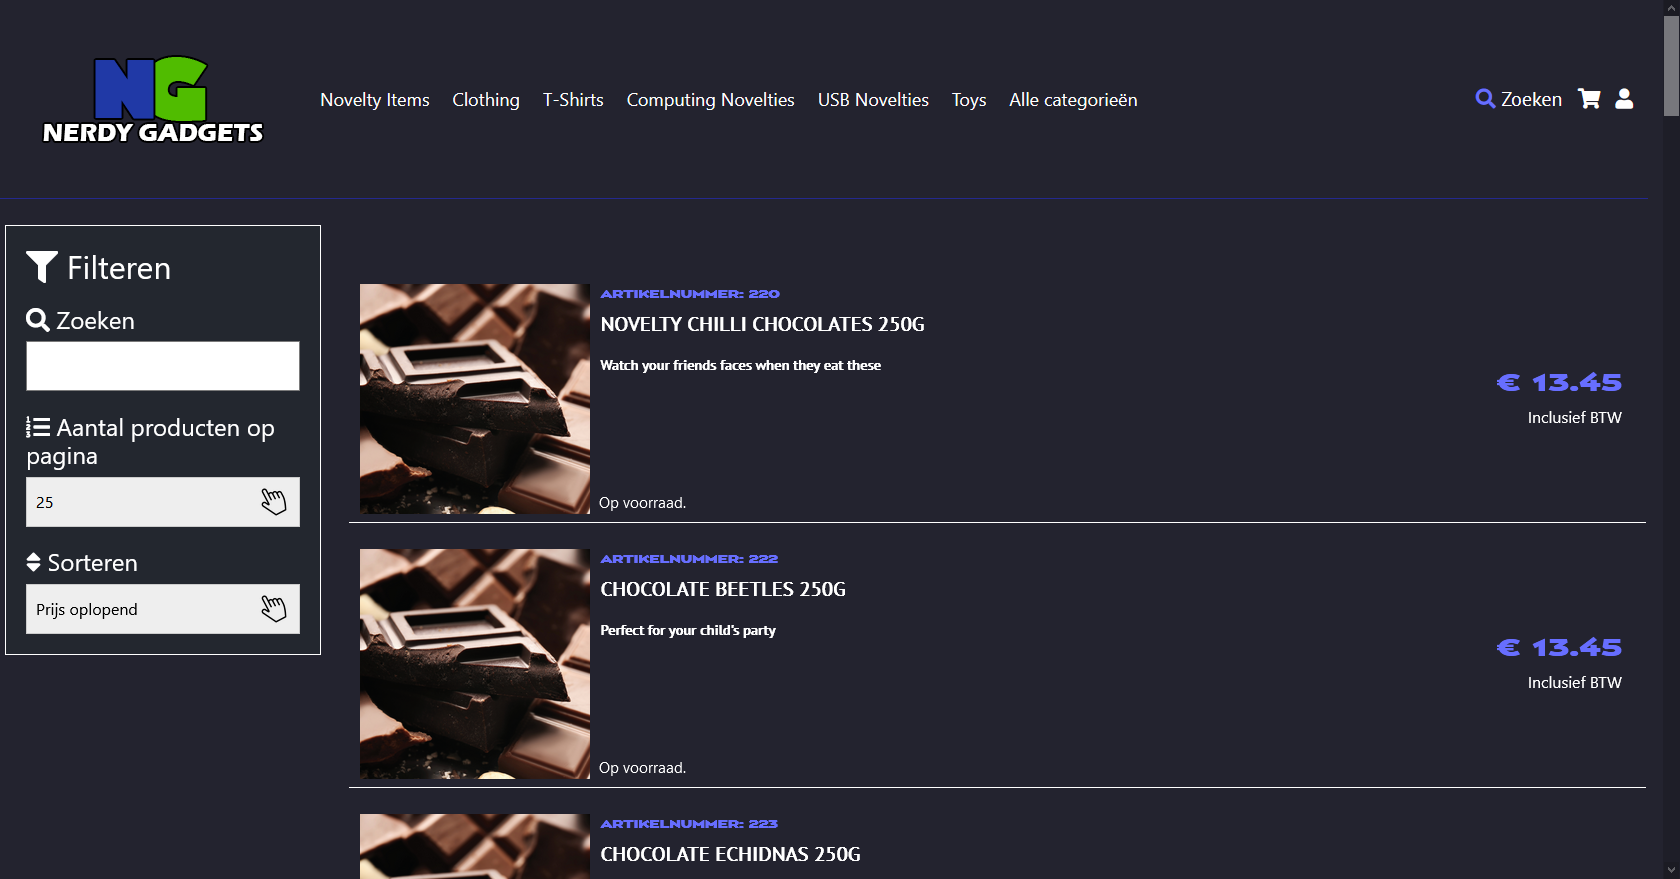 NG
NERDY GADGETS
Novelty Items Clothing T-Shirts Computing Novelties USB Novelties Toys Alle categorieën
Zoeken
Filteren
Zoeken
Aantal producten op
pagina
25
Sorteren
Prijs oplopend
ARTIKELNUMMER: 220
NOVELTY CHILLI CHOCOLATES 250G
Watch your friends faces when they eat these
€ 13.45
Inclusief BTW
Op voorraad.
ARTIKELNUMMER: 222
CHOCOLATE BEETLES 250G
Perfect for your child's party
€ 13.45
Inclusief BTW
Op voorraad.
ARTIKELNUMMER: 223
CHOCOLATE ECHIDNAS 250G